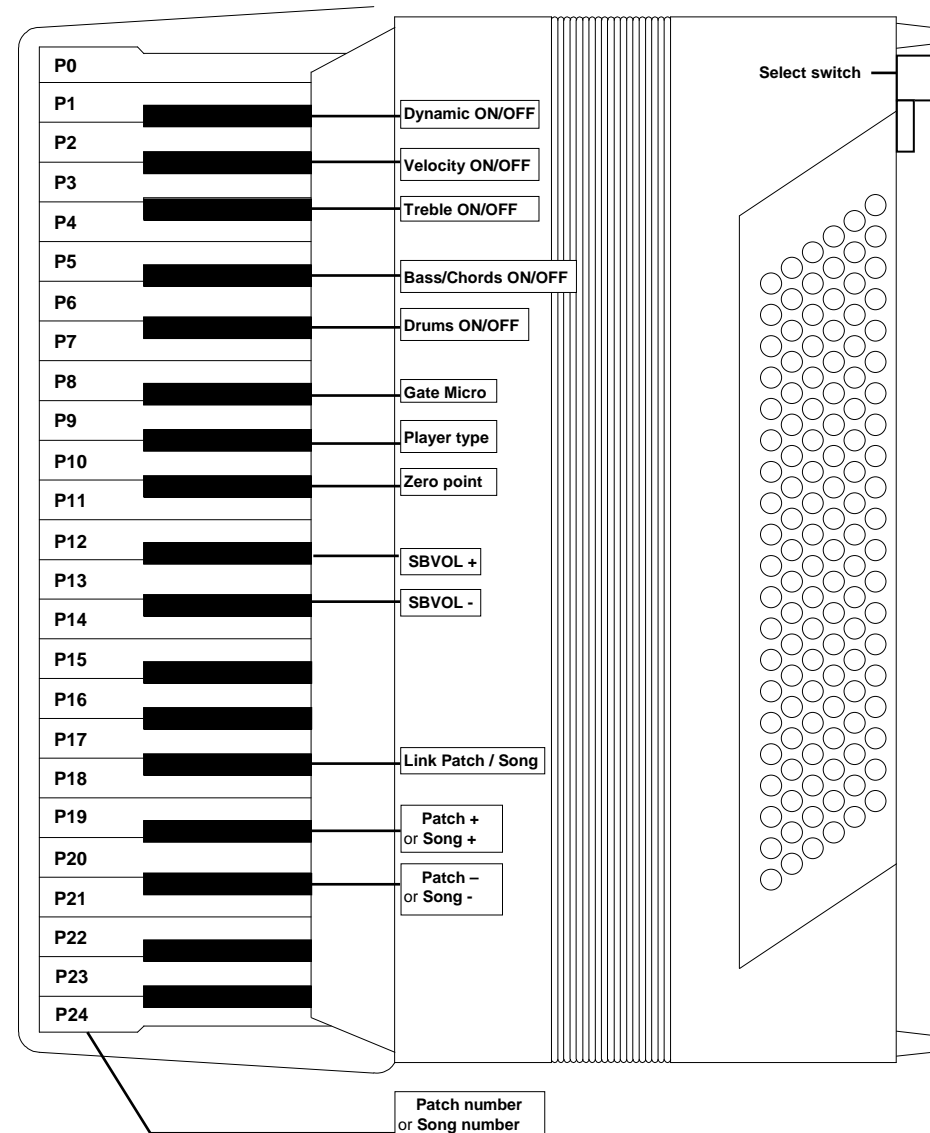 P0
Select switch
P1
Dynamic ON/OFF
P2
Velocity ON/OFF
P3
Treble ON/OFF
P4
P5
Bass/Chords ON/OFF
P6
Drums ON/OFF
P7
P8
Gate Micro
P9
Player type
P10
Zero point
P11
P12
SBVOL +
P13
SBVOL -
P14
P15
P16
P17
Link Patch / Song
P18
P19
Patch +
or Song +
P20
Patch –
or Song -
P21
P22
P23
P24
Patch number
or Song number